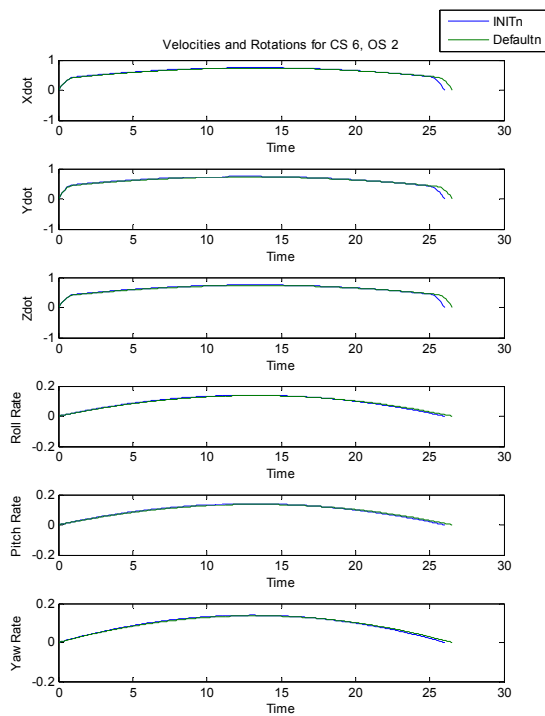 INITn
Defaultn
Velocities and Rotations for CS 6, OS 2
1
0
-1
Xdot
0 5 10 15 20 25 30
Time
1
0
-1
Ydot
0 5 10 15 20 25 30
Time
1
0
-1
Zdot
0 5 10 15 20 25 30
Time
0.2
0
-0.2
Roll Rate
0 5 10 15 20 25 30
Time
0.2
0
-0.2
Pitch Rate
0 5 10 15 20 25 30
Time
0.2
0
-0.2
Yaw Rate
0 5 10 15 20 25 30
Time